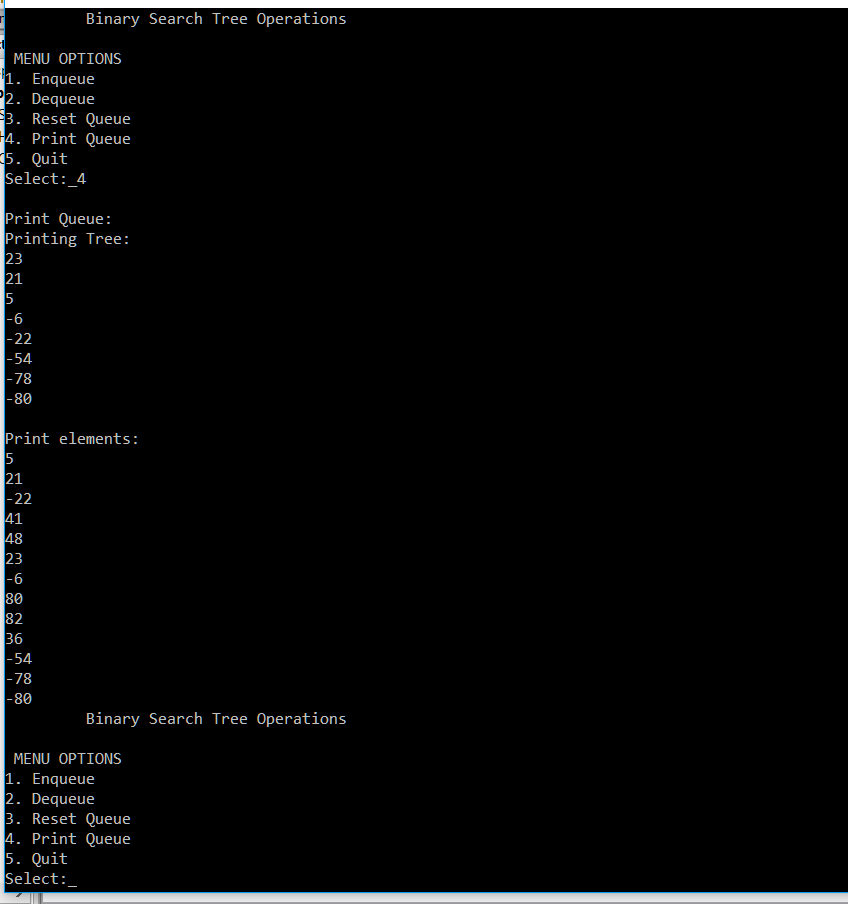 Binary Search Tree Operations
MENU OPTIONS
1. Enqueue
2. Dequeue
3. Reset Queue
4. Print Queue
5. Quit
Select:_4
Print Queue:
Printing Tree:
23
21
5
-6
-22
-54
-78
-80
Print elements:
5
21
-22
41
48
23
-6
80
82
36
-54
-78
-80
Binary Search Tree Operations
MENU OPTIONS
1. Enqueue
2. Dequeue
3. Reset Queue
4. Print Queue
5. Quit
Select:_